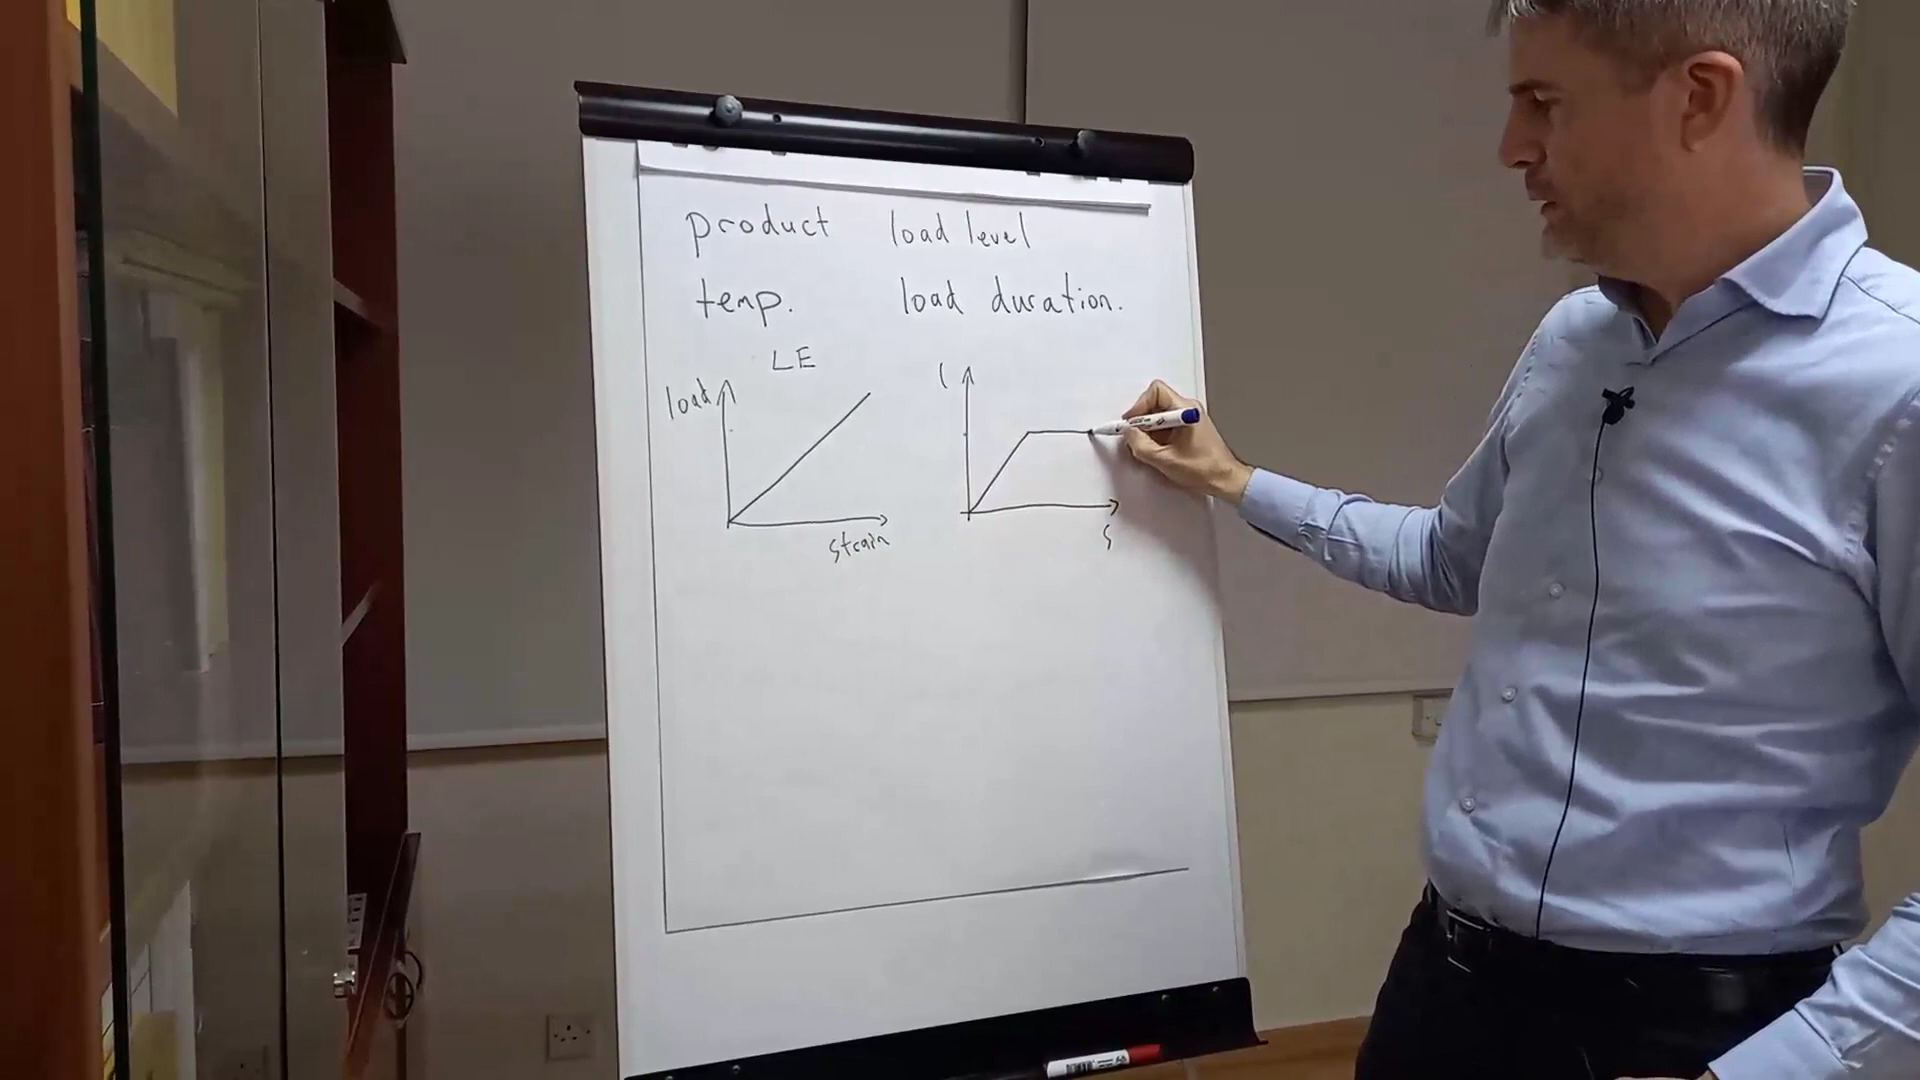 product load level
temp. load duration.
LE
load
l
strain
s